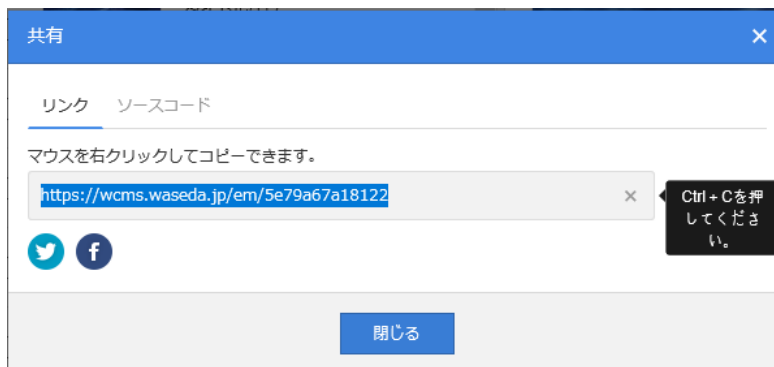 共有
リンク
ソースコード
マウスを右クリックしてコピーできます。
https://wcms.waseda.jp/em/5e79a67a18122
Ctrl + Cを押
してくださ
い。
閉じる